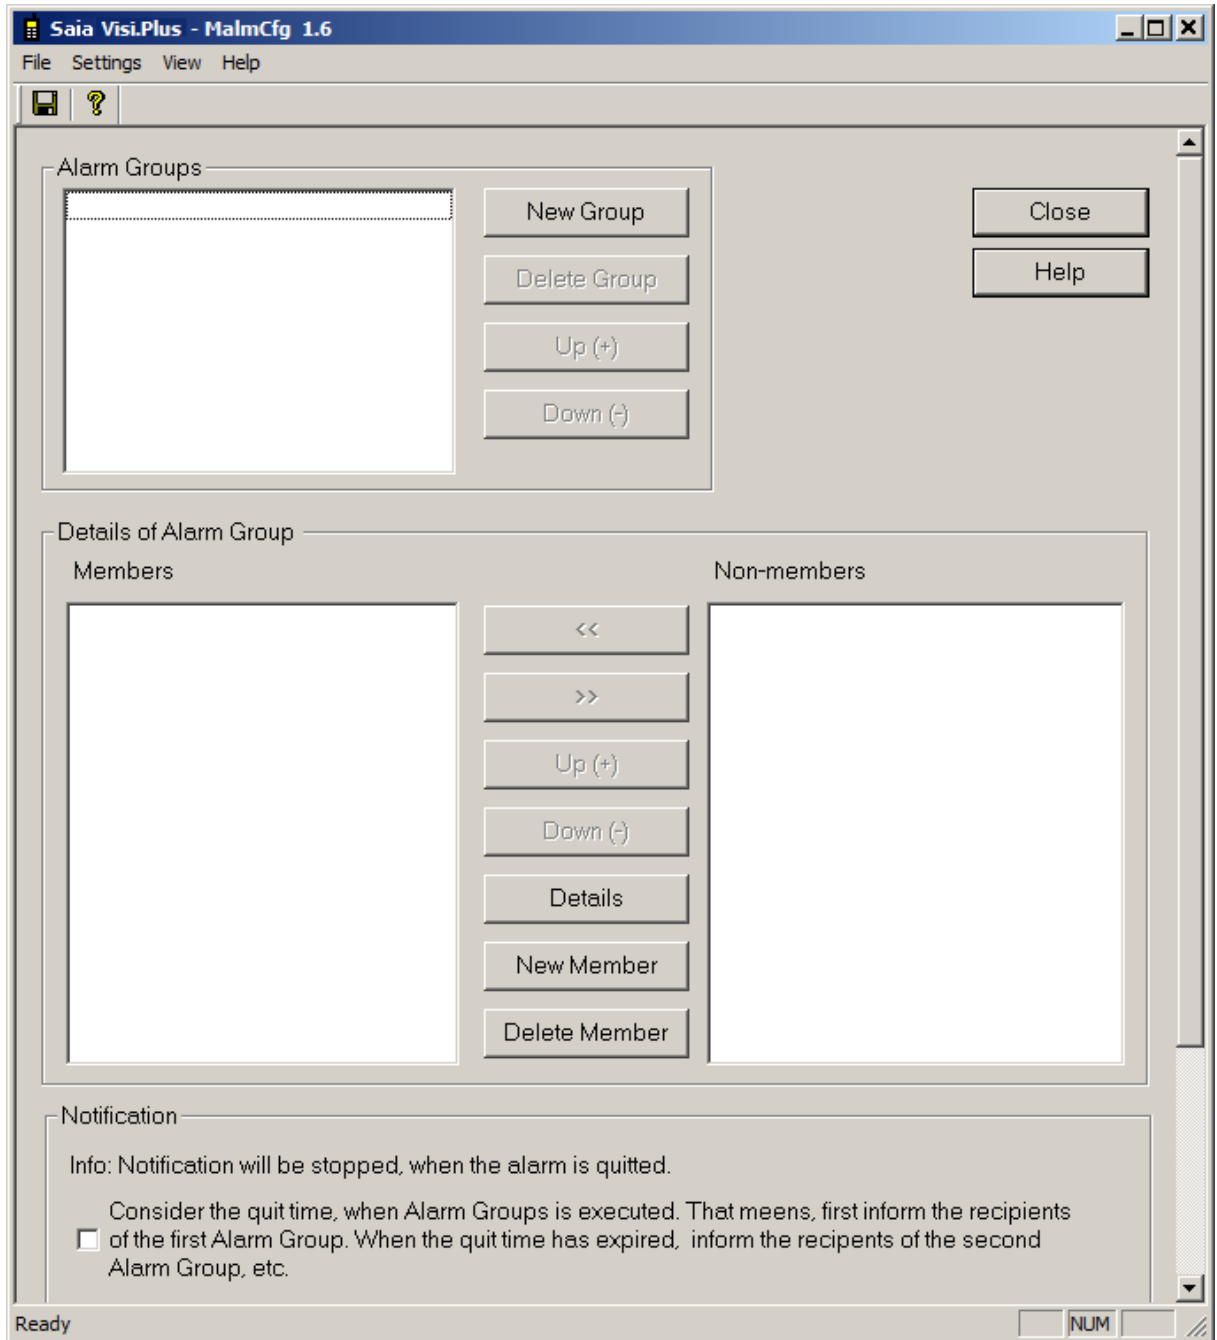 Saia Visi.Plus - MalmCfg 1.6
File Settings View Help
Alarm Groups
New Group
Close
Delete Group
Help
Up (+)
Down (-)
Details of Alarm Group
Members
Non-members
<<
>>
Up (+)
Down (-)
Details
New Member
Delete Member
Notification
Info: Notification will be stopped, when the alarm is quitted.
Consider the quit time, when Alarm Groups is executed. That meens, first inform the recipients
of the first Alarm Group. When the quit time has expired, inform the recipents of the second
Alarm Group, etc.
Ready
NUM